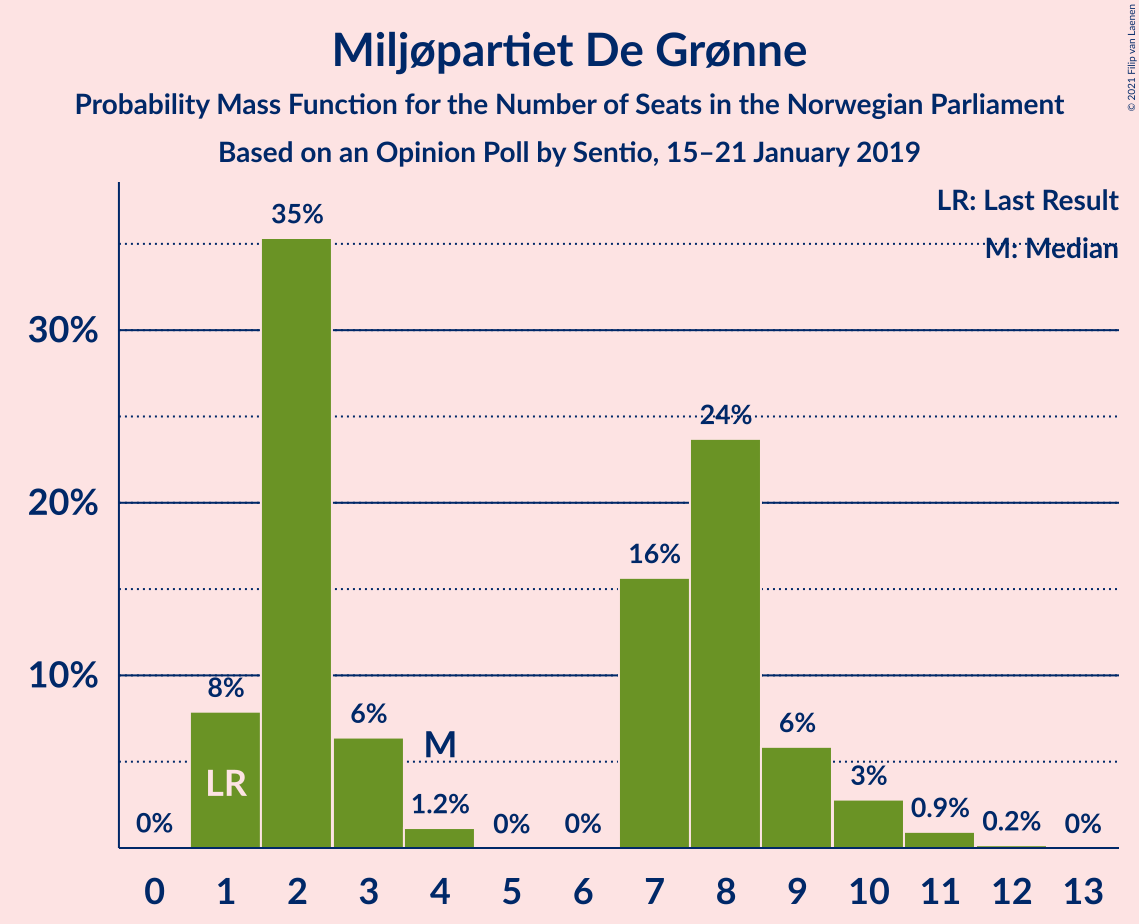 Miljøpartiet De Grønne
Probability Mass Function for the Number of Seats in the Norwegian Parliament
Based on an Opinion Poll by Sentio, 15–21 January 2019
© 2021 Filip van Laenen
LR: Last Result
M: Median
30%
20%
10%
0%
8%
35%
6%
1.2%
0%
0%
16%
24%
6%
3%
0.9%
0.2%
0%
LR
M
0 1 2 3 4 5 6 7 8 9 10 11 12 13